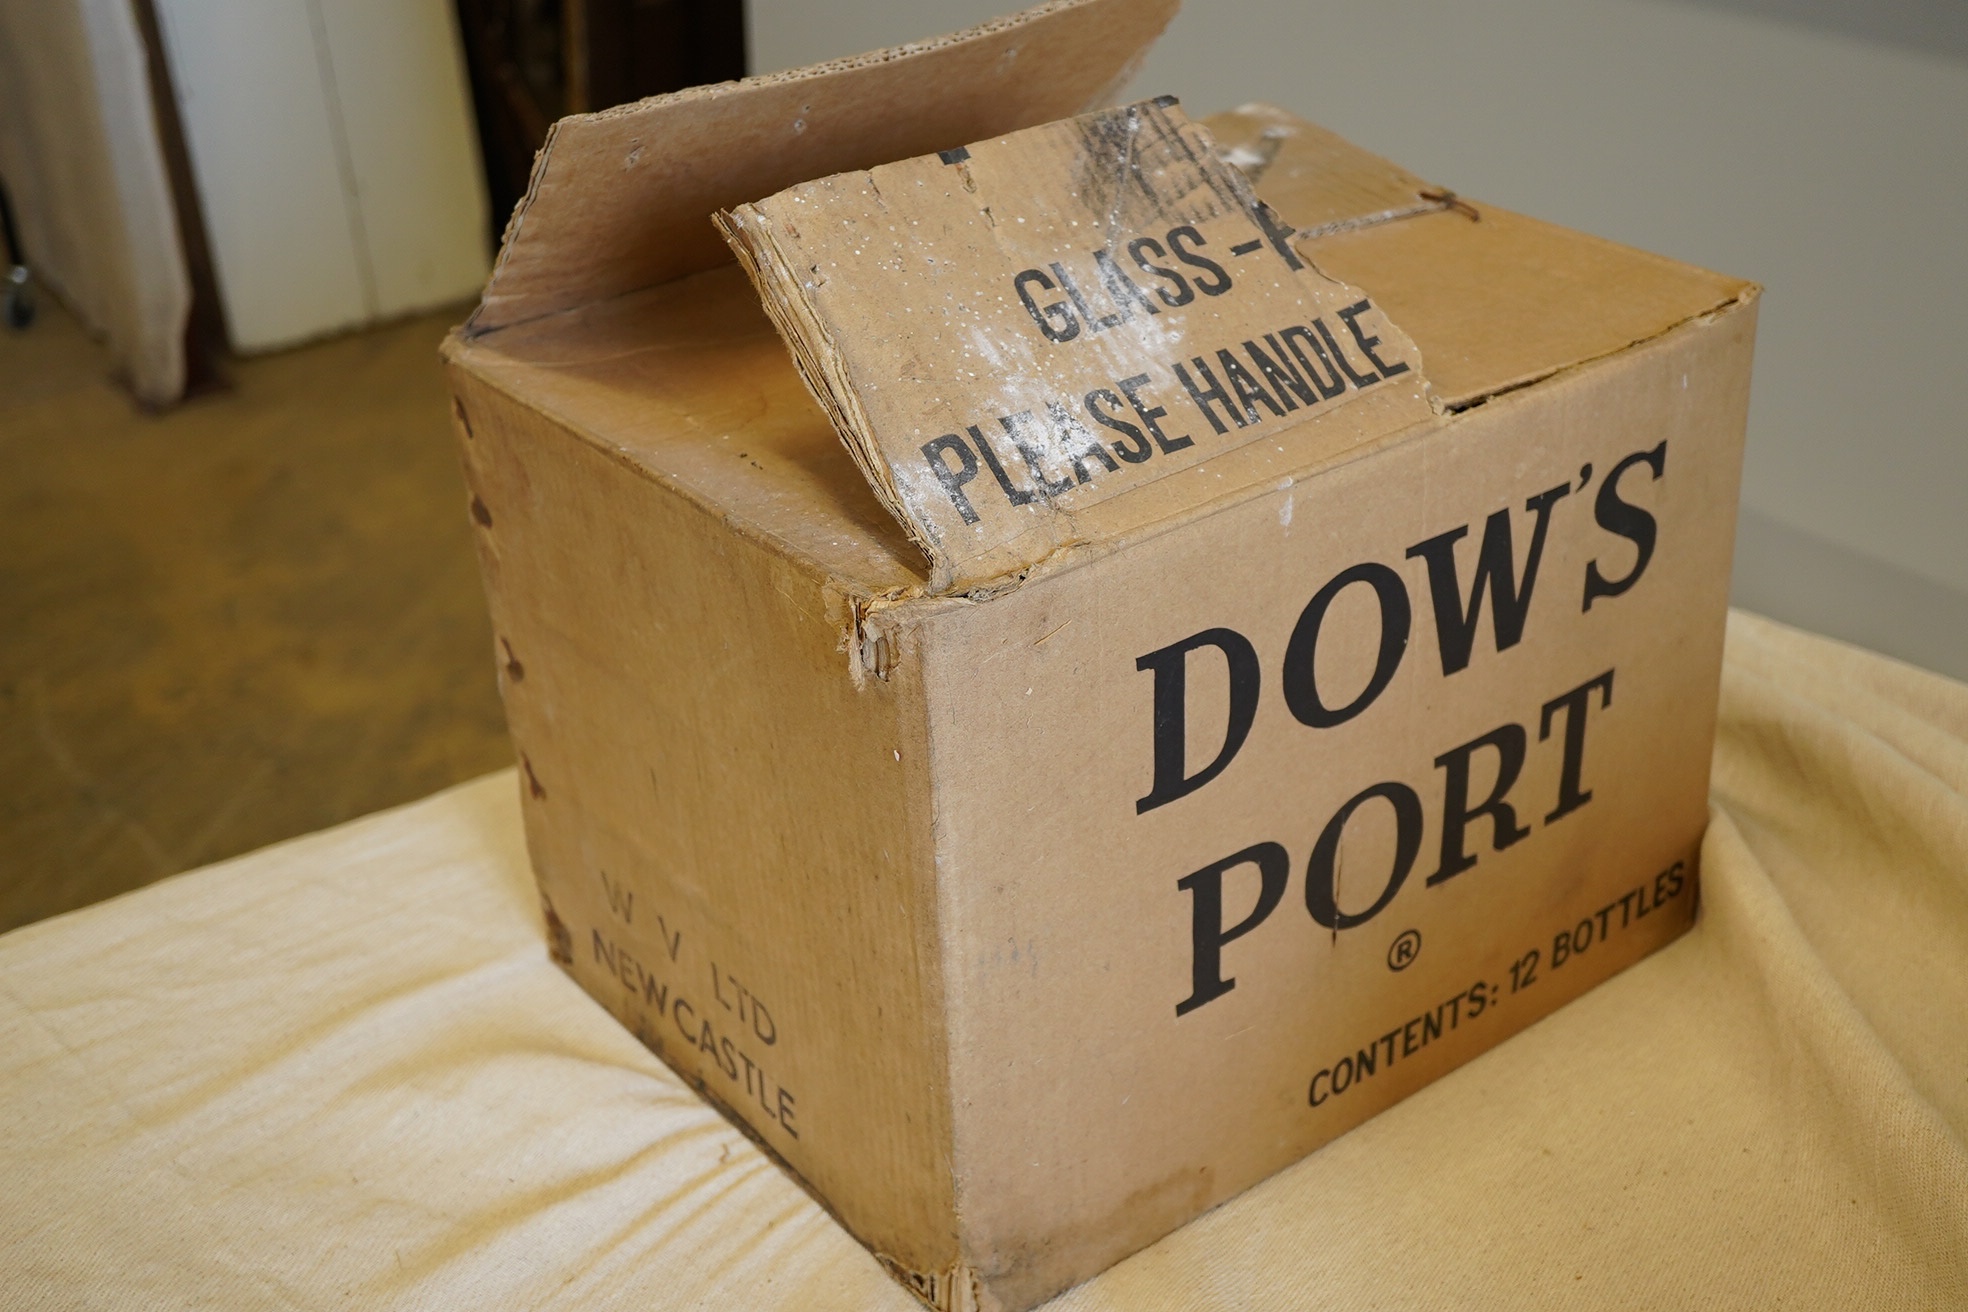 GLASS -
PLEASE HANDLE
DOW'S
PORT
®
CONTENTS: 12 BOTTLES
W V LTD
NEWCASTLE